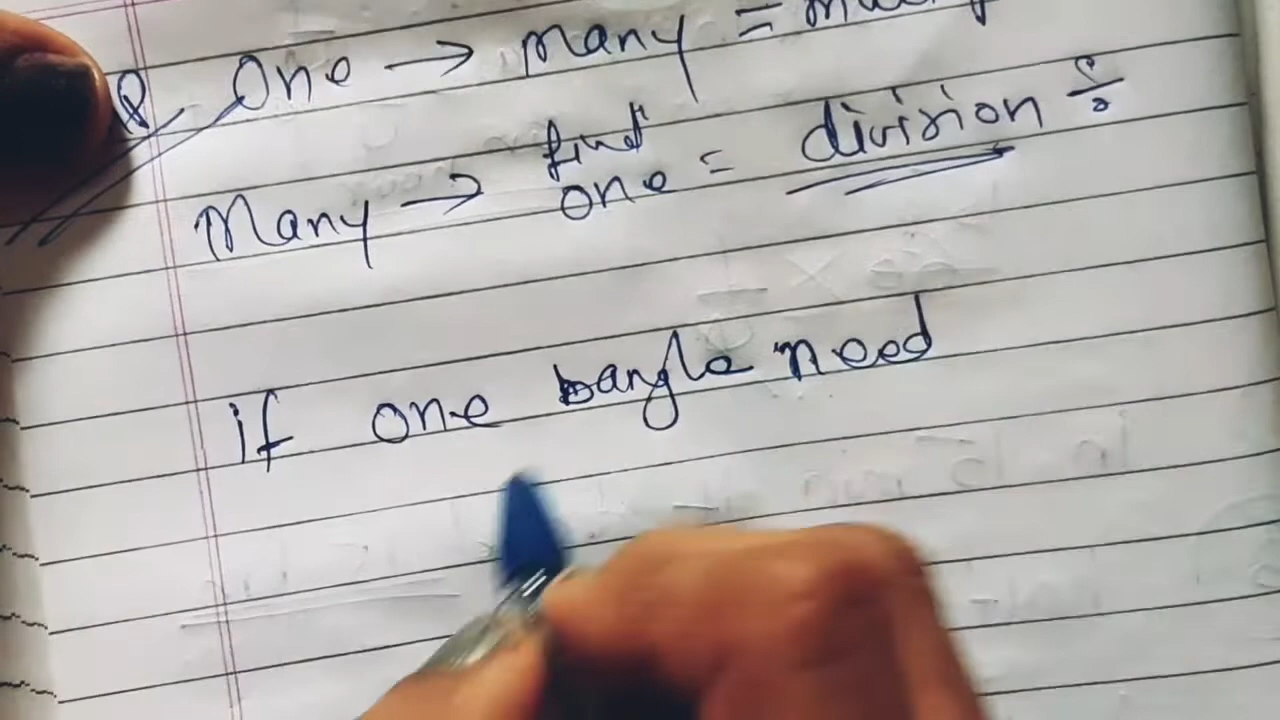 Q One → many =
Many → find one = division ÷
if one bangle need